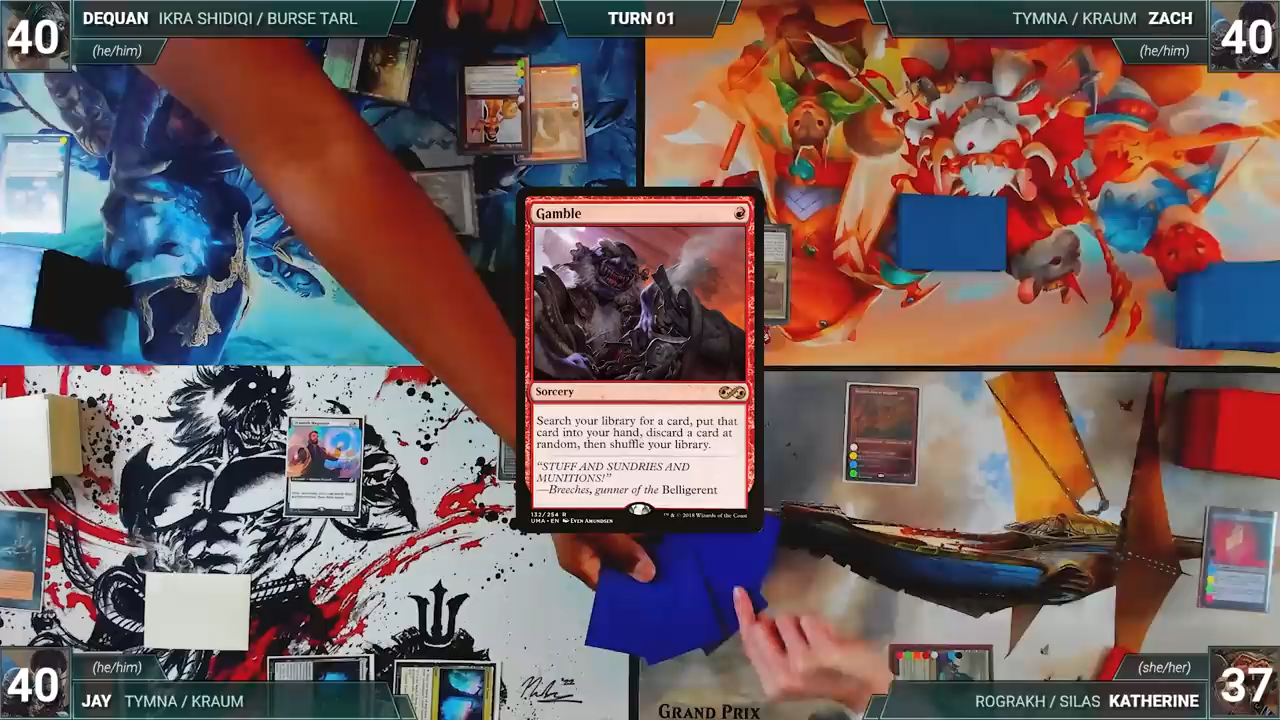 40
DEQUAN IKRA SHIDIQI / BURSE TARL
(he/him)
TURN 01
TYMNA / KRAUM ZACH
(he/him)
40
Gamble
Sorcery
Search your library for a card, put that
card into your hand, discard a card at
random, then shuffle your library.
"STUFF AND SUNDRIES AND
MUNITIONS!"
—Breeches, gunner of the Belligerent
132/254 R
UMA • EN EVEN AMUNDSEN
™ & © 2018 Wizards of the Coast
40
(he/him)
JAY TYMNA / KRAUM
GRAND PRIX
(she/her)
ROGRAKH / SILAS KATHERINE
37